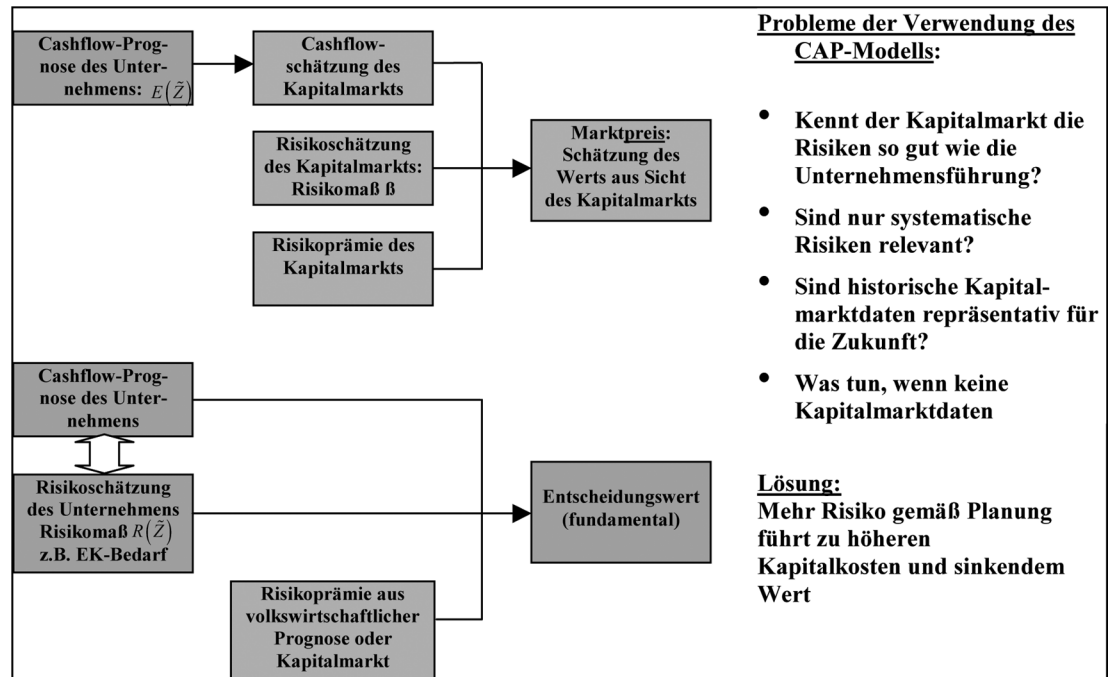 Cashflow-Prog-
nose des Unter-
nehmens: E(Z̃)
Cashflow-
schätzung des
Kapitalmarkts
Risikoschätzung
des Kapitalmarkts:
Risikomaß ß
Risikoprämie des
Kapitalmarkts
Marktpreis:
Schätzung des
Werts aus Sicht
des Kapitalmarkts
Cashflow-Prog-
nose des Unter-
nehmens
Risikoschätzung
des Unternehmens
Risikomaß R(Z̃)
z.B. EK-Bedarf
Risikoprämie aus
volkswirtschaftlicher
Prognose oder
Kapitalmarkt
Entscheidungswert
(fundamental)
Probleme der Verwendung des
CAP-Modells:
• Kennt der Kapitalmarkt die
Risiken so gut wie die
Unternehmensführung?
• Sind nur systematische
Risiken relevant?
• Sind historische Kapital-
marktdaten repräsentativ für
die Zukunft?
• Was tun, wenn keine
Kapitalmarktdaten
Lösung:
Mehr Risiko gemäß Planung
führt zu höheren
Kapitalkosten und sinkendem
Wert